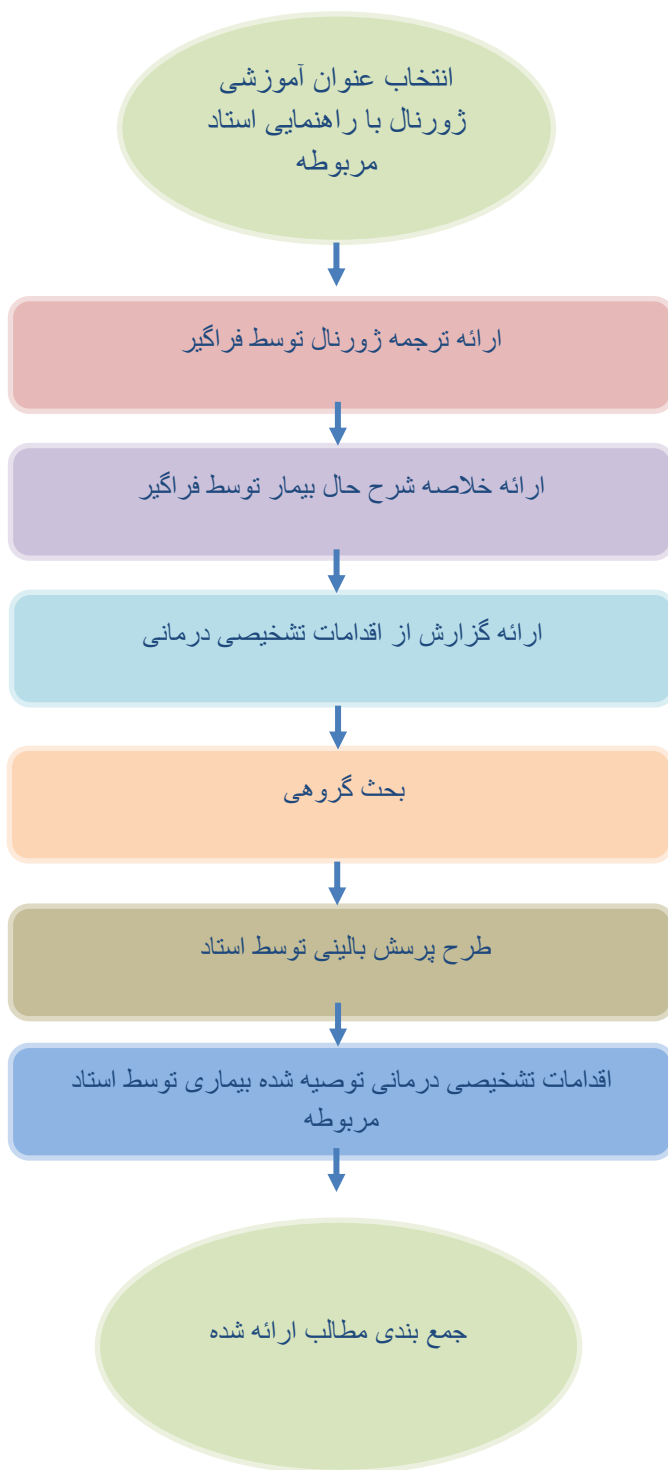 انتخاب عنوان آموزشی
ژورنال با راهنمایی استاد
مربوطه
ارائه ترجمه ژورنال توسط فراگیر
ارائه خلاصه شرح حال بیمار توسط فراگیر
ارائه گزارش از اقدامات تشخیصی درمانی
بحث گروهی
طرح پرسش بالینی توسط استاد
اقدامات تشخیصی درمانی توصیه شده بیماری توسط استاد
مربوطه
جمع بندی مطالب ارائه شده